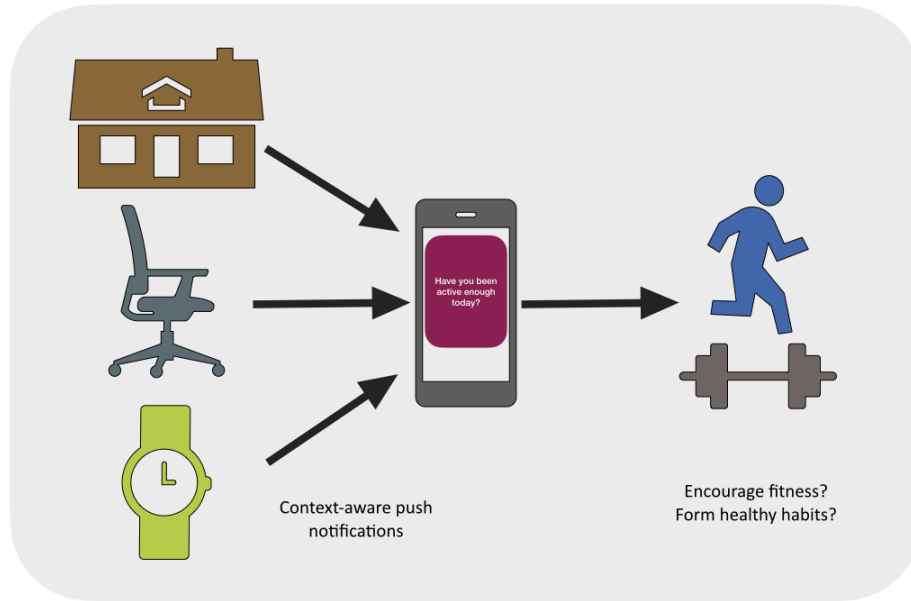 Have you been
active enough
today?
Context-aware push
notifications
Encourage fitness?
Form healthy habits?